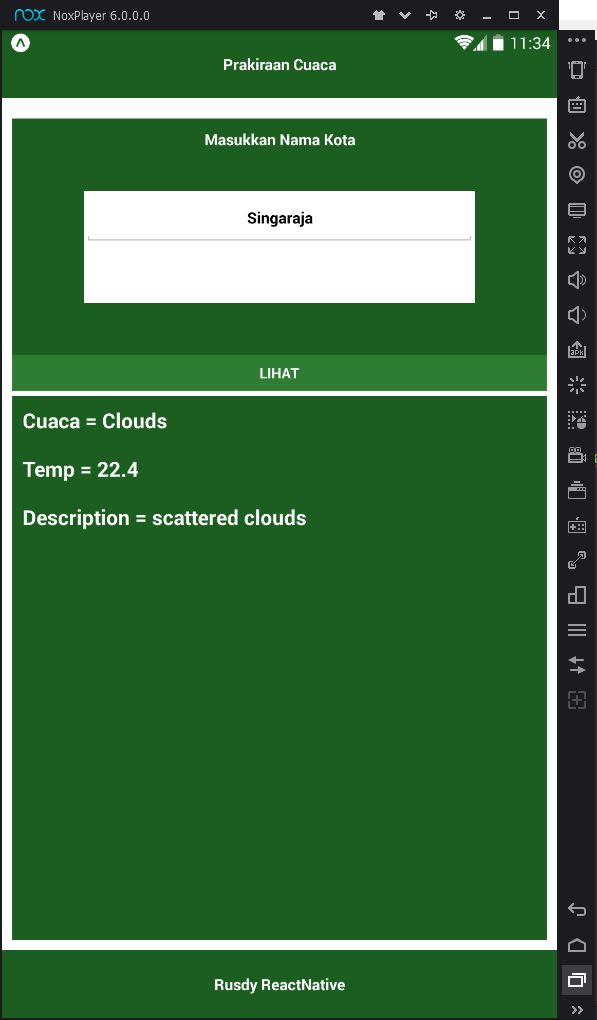 nox NoxPlayer 6.0.0.0
11:34
Prakiraan Cuaca
Masukkan Nama Kota
Singaraja
LIHAT
Cuaca = Clouds
Temp = 22.4
Description = scattered clouds
Rusdy ReactNative